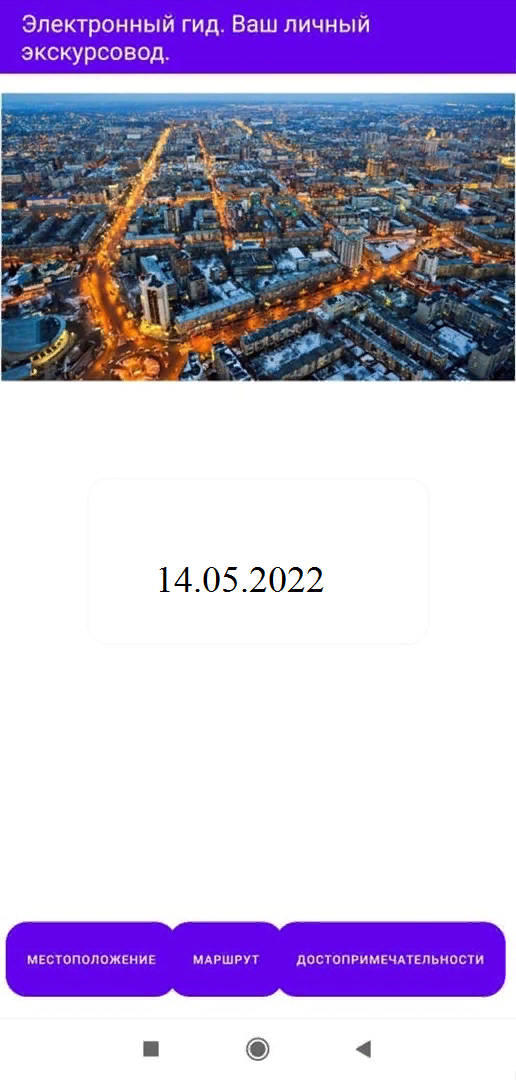 Электронный гид. Ваш личный
экскурсовод.
14.05.2022
МЕСТОПОЛОЖЕНИЕ
МАРШРУТ
ДОСТОПРИМЕЧАТЕЛЬНОСТИ